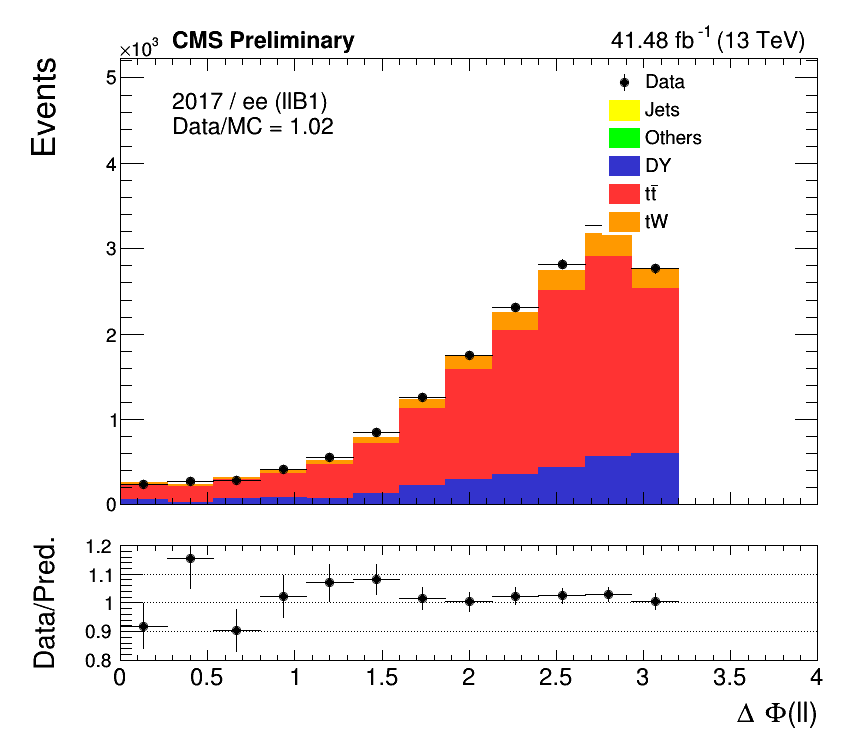 ×10³ CMS Preliminary 41.48 fb⁻¹ (13 TeV)
Events
5
4
3
2
1
0
2017 / ee (llB1)
Data/MC = 1.02
Data
Jets
Others
DY
tt̄
tW
Data/Pred.
1.2
1.1
1
0.9
0.8
0 0.5 1 1.5 2 2.5 3 3.5 4
Δ Φ(ll)